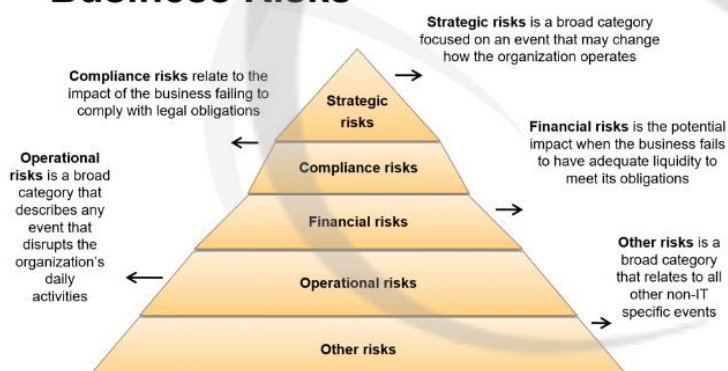 Business Risks
Strategic risks is a broad category
focused on an event that may change
how the organization operates
Compliance risks relate to the
impact of the business failing to
comply with legal obligations
Strategic
risks
Financial risks is the potential
impact when the business fails
to have adequate liquidity to
meet its obligations
Operational
risks is a broad
category that
describes any
event that
disrupts the
organization's
daily
activities
Compliance risks
Financial risks
Other risks is a
broad category
that relates to all
other non-IT
specific events
Operational risks
Other risks